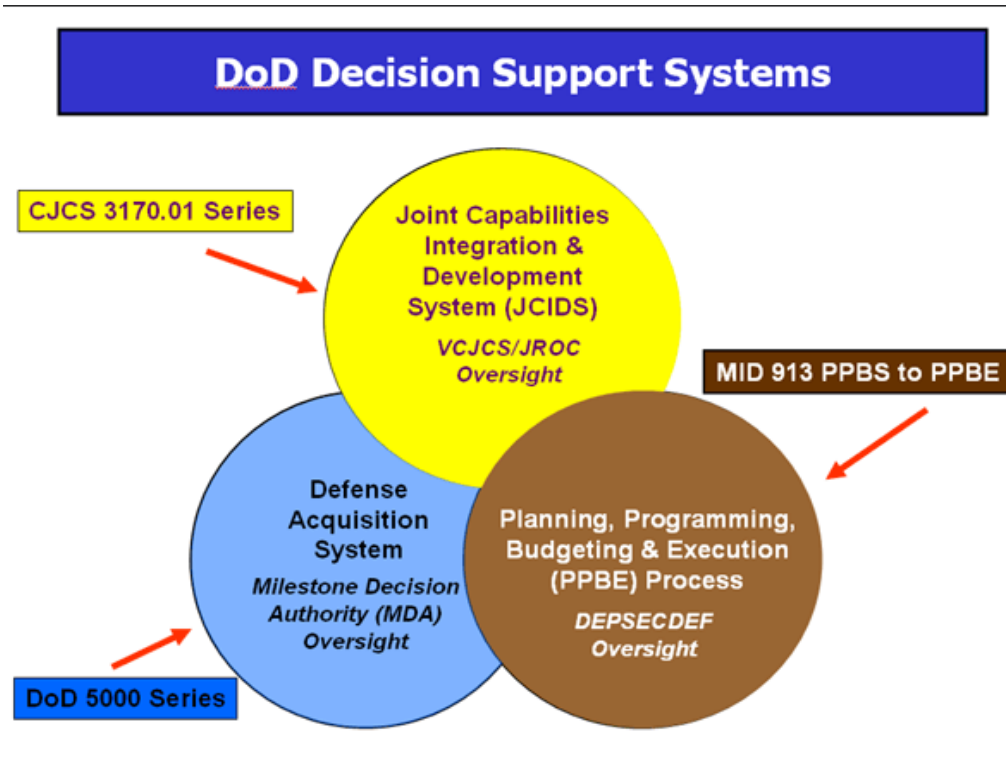 DoD Decision Support Systems
CJCS 3170.01 Series
Joint Capabilities
Integration &
Development
System (JCIDS)
VCJCS/JROC
Oversight
MID 913 PPBS to PPBE
Defense
Acquisition
System
Milestone Decision
Authority (MDA)
Oversight
Planning, Programming,
Budgeting & Execution
(PPBE) Process
DEPSECDEF
Oversight
DoD 5000 Series